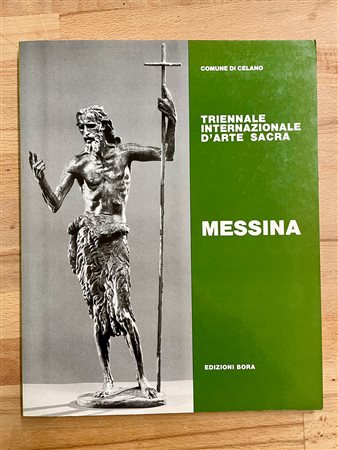 COMUNE DI CELANO
TRIENNALE
INTERNAZIONALE
D'ARTE SACRA
MESSINA
EDIZIONI BORA